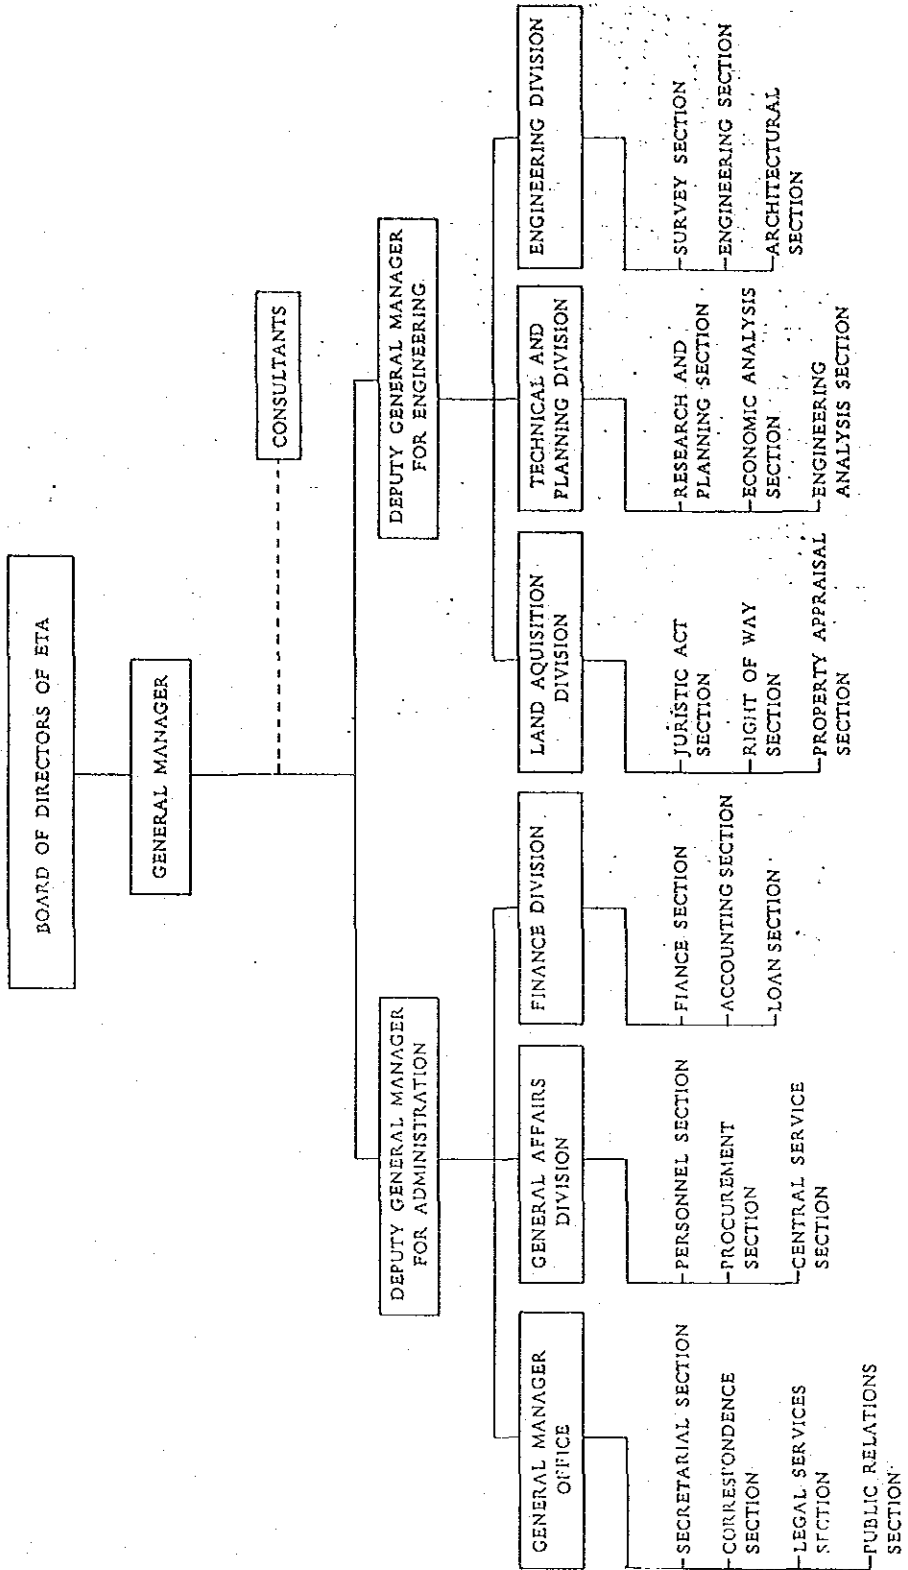 BOARD OF DIRECTORS OF ETA
GENERAL MANAGER
CONSULTANTS
DEPUTY GENERAL MANAGER
FOR ADMINISTRATION
DEPUTY GENERAL MANAGER
FOR ENGINEERING
GENERAL MANAGER
OFFICE
GENERAL AFFAIRS
DIVISION
FINANCE DIVISION
LAND AQUISITION
DIVISION
TECHNICAL AND
PLANNING DIVISION
ENGINEERING DIVISION
SECRETARIAL SECTION
CORRESPONDENCE
SECTION
LEGAL SERVICES
SECTION
PUBLIC RELATIONS
SECTION
PERSONNEL SECTION
PROCUREMENT
SECTION
CENTRAL SERVICE
SECTION
FIANCE SECTION
ACCOUNTING SECTION
LOAN SECTION
JURISTIC ACT
SECTION
RIGHT OF WAY
SECTION
PROPERTY APPRAISAL
SECTION
RESEARCH AND
PLANNING SECTION
ECONOMIC ANALYSIS
SECTION
ENGINEERING
ANALYSIS SECTION
SURVEY SECTION
ENGINEERING SECTION
ARCHITECTURAL
SECTION